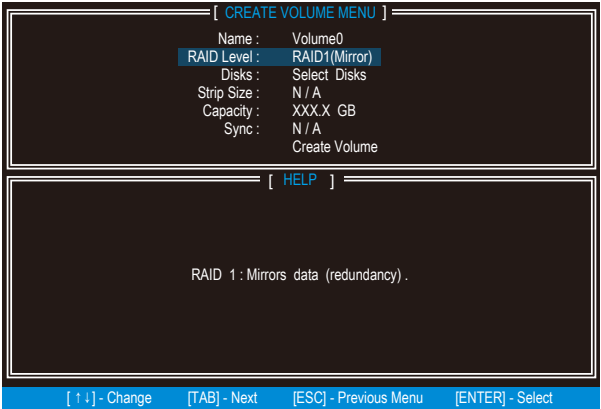 [ CREATE VOLUME MENU ]
Name : Volume0
RAID Level : RAID1(Mirror)
Disks : Select Disks
Strip Size : N / A
Capacity : XXX.X GB
Sync : N / A
Create Volume
[ HELP ]
RAID 1 : Mirrors data (redundancy) .
[ ↑↓] - Change [TAB] - Next [ESC] - Previous Menu [ENTER] - Select